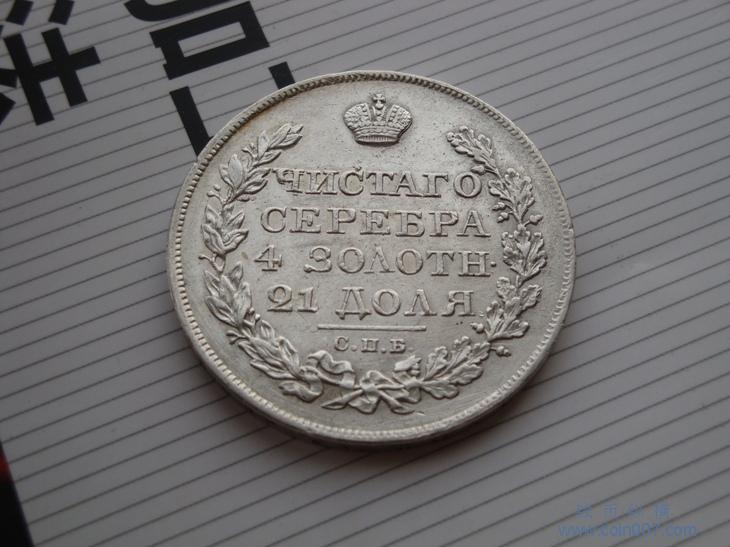 ЧИСТАГО
СЕРЕБРА
4 ЗОЛОТН.
21 ДОЛЯ
С.П.Б.
www.coin007.com